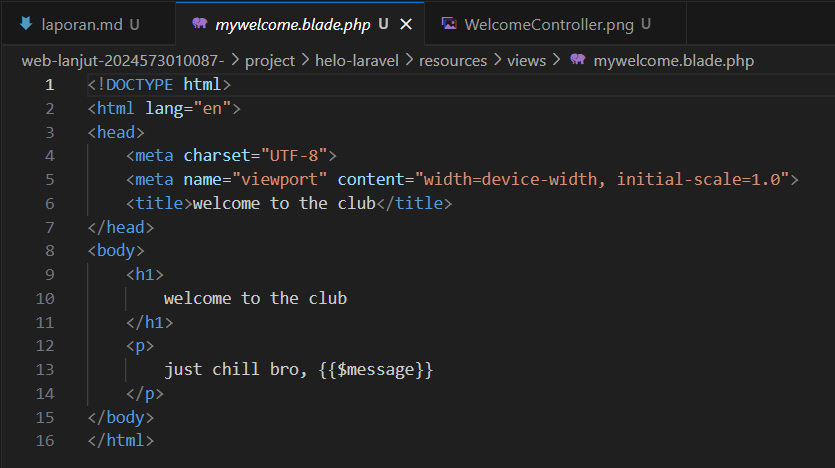 laporan.md U mywelcome.blade.php U WelcomeController.png U
web-lanjut-2024573010087- > project > helo-laravel > resources > views > mywelcome.blade.php
1 <!DOCTYPE html>
2 <html lang="en">
3 <head>
4     <meta charset="UTF-8">
5     <meta name="viewport" content="width=device-width, initial-scale=1.0">
6     <title>welcome to the club</title>
7 </head>
8 <body>
9     <h1>
10         welcome to the club
11     </h1>
12     <p>
13         just chill bro, {{$message}}
14     </p>
15 </body>
16 </html>